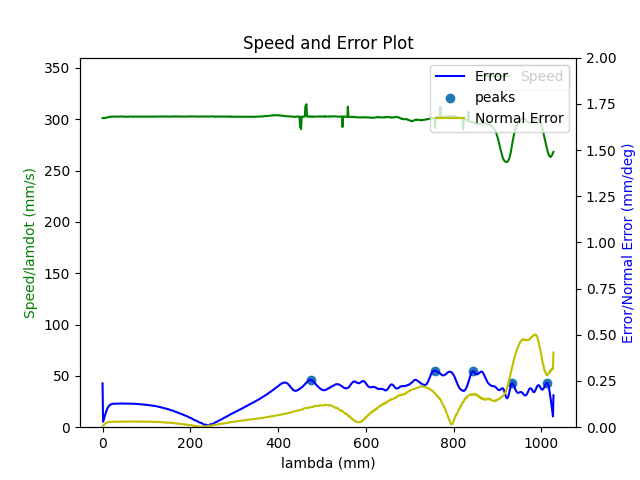 Speed and Error Plot
350
300
250
200
150
100
50
0
Speed/lamdot (mm/s)
0
200
400
600
800
1000
lambda (mm)
2.00
1.75
1.50
1.25
1.00
0.75
0.50
0.25
0.00
Error/Normal Error (mm/deg)
Error
Speed
peaks
Normal Error